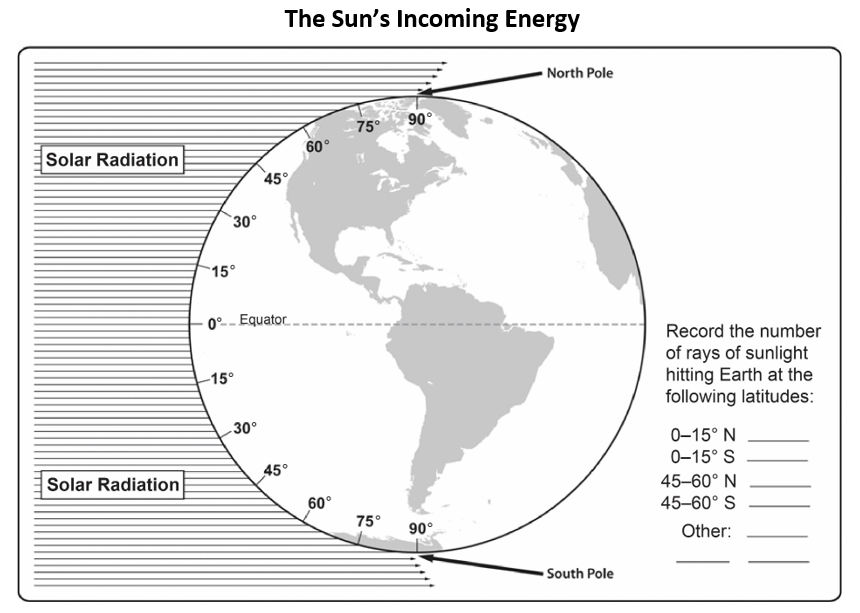 The Sun's Incoming Energy
North Pole
90°
75°
60°
Solar Radiation
45°
30°
15°
0° Equator
15°
30°
45°
Solar Radiation
60°
75°
90°
South Pole
Record the number
of rays of sunlight
hitting Earth at the
following latitudes:
0–15° N
0–15° S
45–60° N
45–60° S
Other: